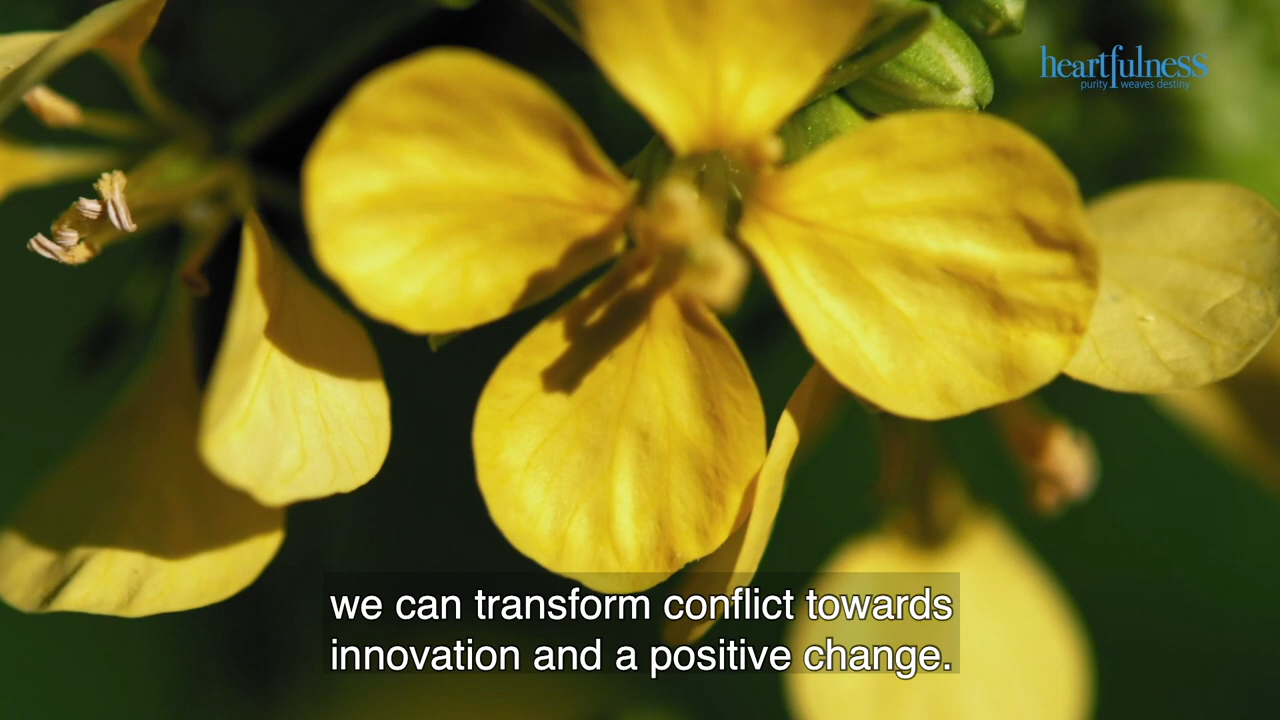 heartfulness
purity weaves destiny
we can transform conflict towards
innovation and a positive change.